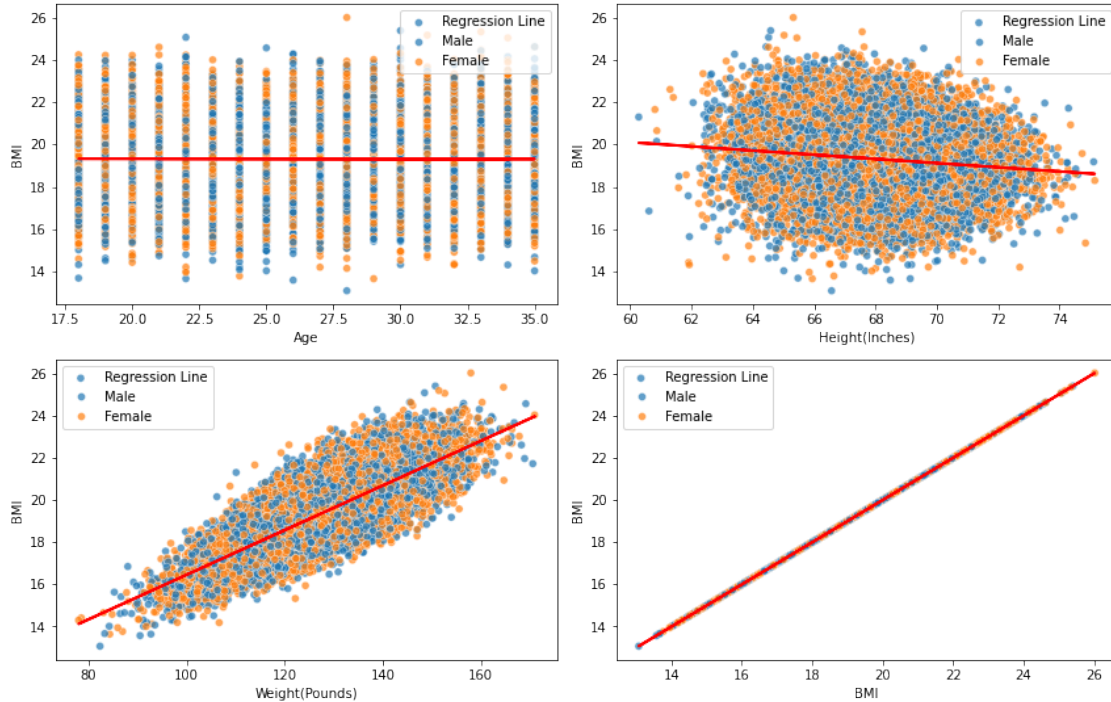 26
24
22
20
18
16
14
BMI
Regression Line
Male
Female
17.5 20.0 22.5 25.0 27.5 30.0 32.5 35.0
Age
26
24
22
20
18
16
14
BMI
Regression Line
Male
Female
60 62 64 66 68 70 72 74
Height(Inches)
26
24
22
20
18
16
14
BMI
Regression Line
Male
Female
80 100 120 140 160
Weight(Pounds)
26
24
22
20
18
16
14
BMI
Regression Line
Male
Female
14 16 18 20 22 24 26
BMI